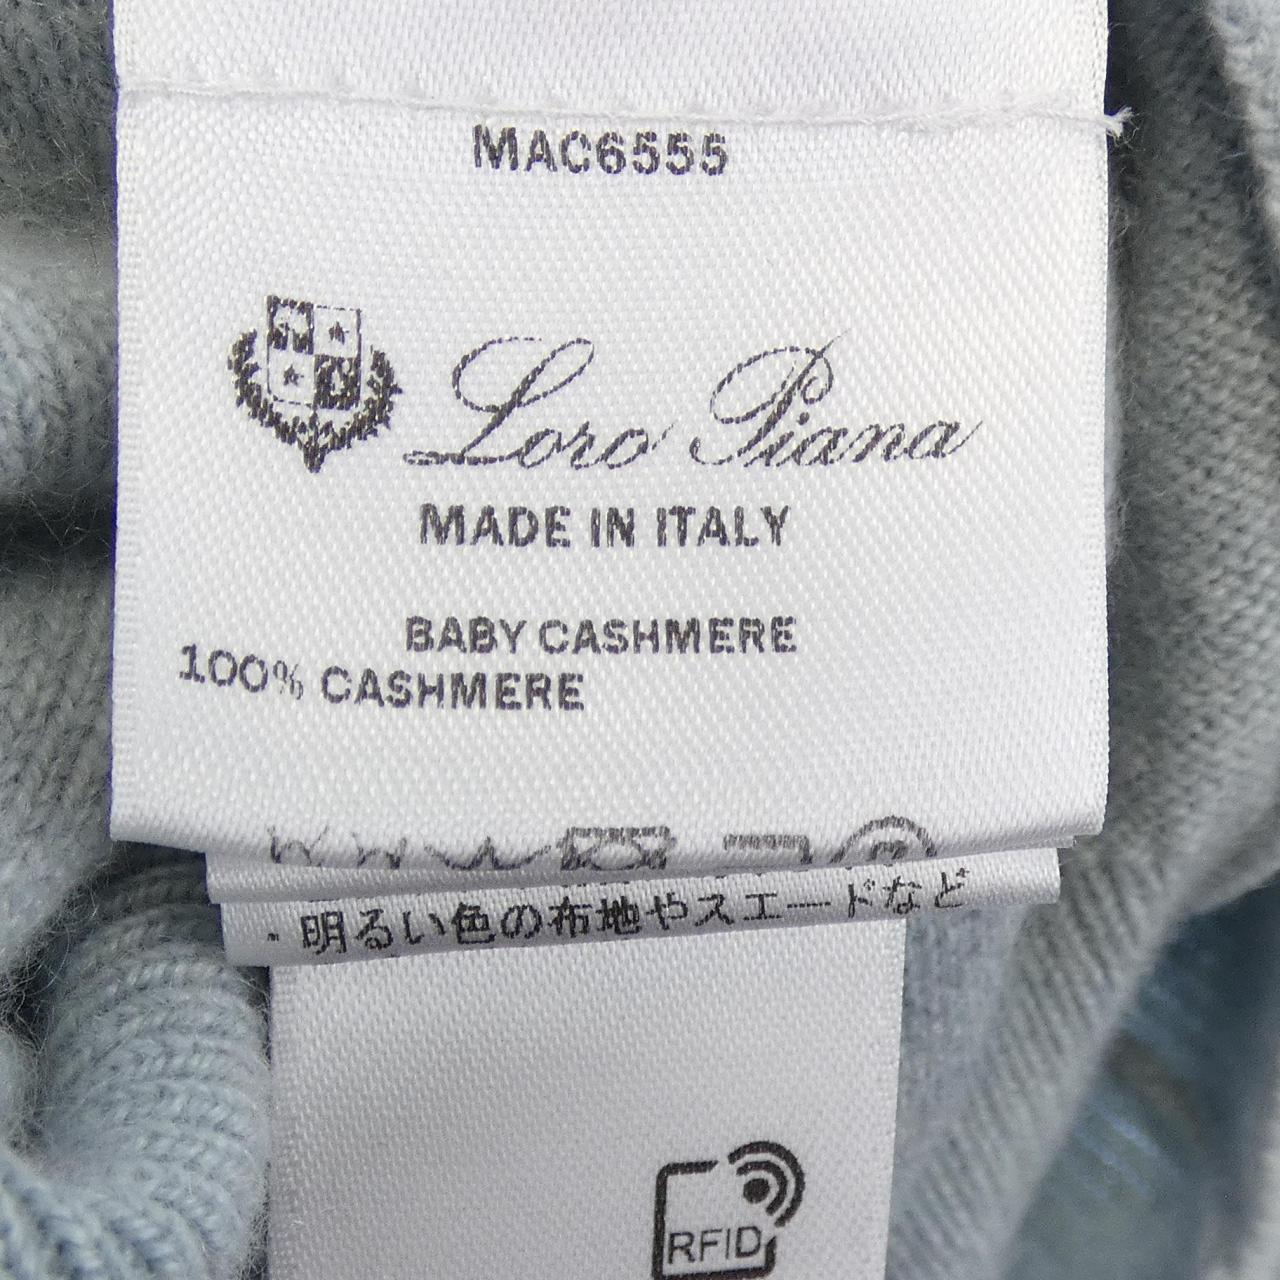 MAC6555
Loro Piana
MADE IN ITALY
BABY CASHMERE
100% CASHMERE
・明るい色の布地やスエードなど
RFID